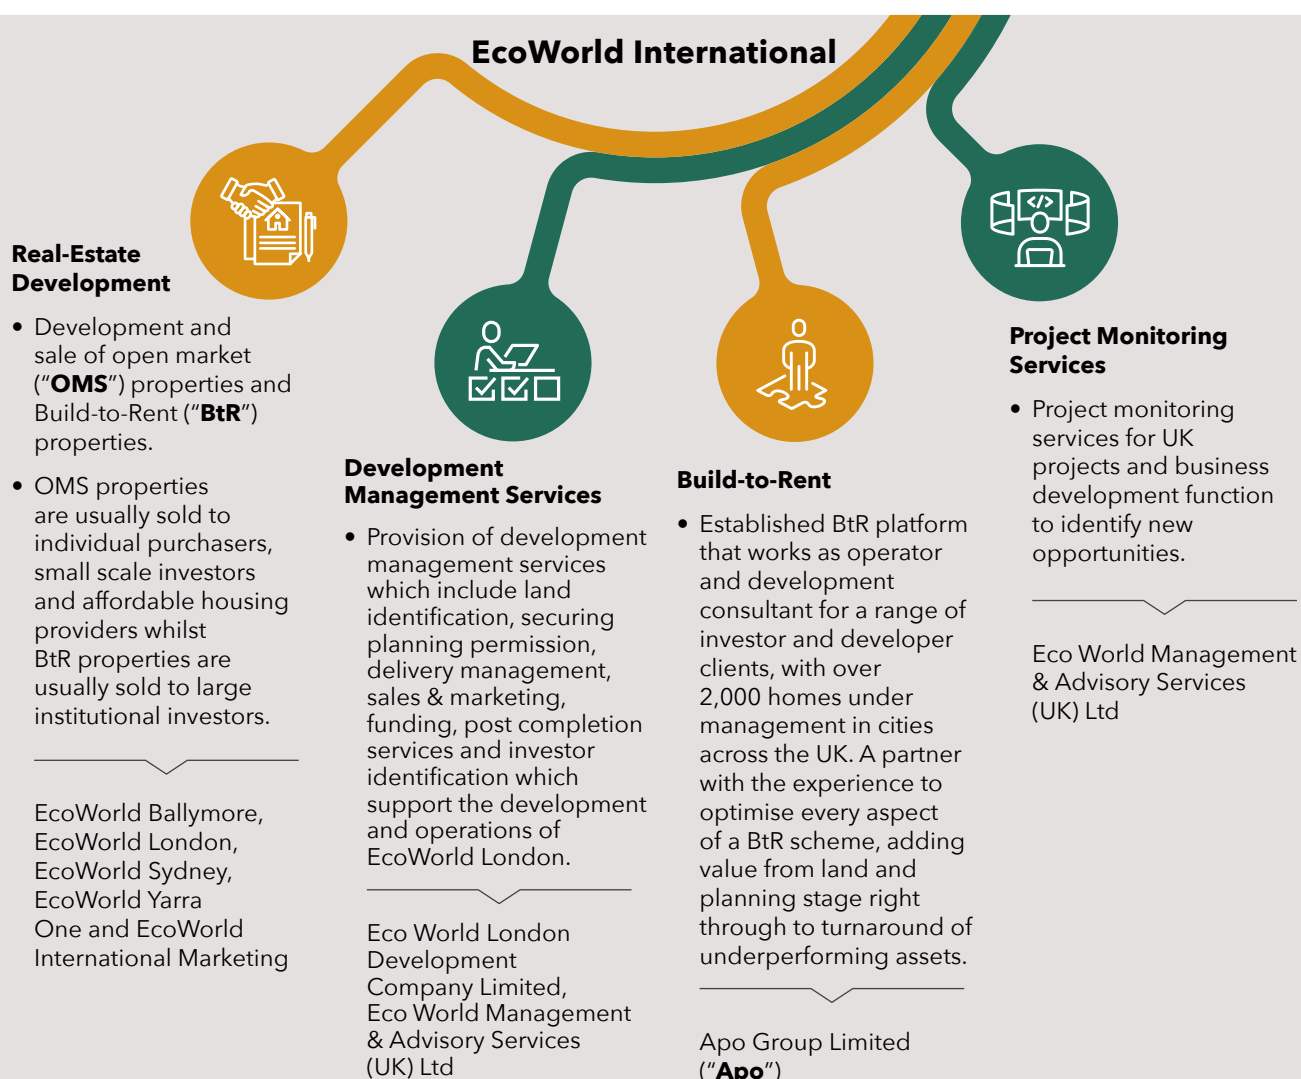 EcoWorld International
Real-Estate
Development
• Development and
sale of open market
(“OMS”) properties and
Build-to-Rent (“BtR”)
properties.
• OMS properties
are usually sold to
individual purchasers,
small scale investors
and affordable housing
providers whilst
BtR properties are
usually sold to large
institutional investors.
EcoWorld Ballymore,
EcoWorld London,
EcoWorld Sydney,
EcoWorld Yarra
One and EcoWorld
International Marketing
Development
Management Services
• Provision of development
management services
which include land
identification, securing
planning permission,
delivery management,
sales & marketing,
funding, post completion
services and investor
identification which
support the development
and operations of
EcoWorld London.
Eco World London
Development
Company Limited,
Eco World Management
& Advisory Services
(UK) Ltd
Build-to-Rent
• Established BtR platform
that works as operator
and development
consultant for a range of
investor and developer
clients, with over
2,000 homes under
management in cities
across the UK. A partner
with the experience to
optimise every aspect
of a BtR scheme, adding
value from land and
planning stage right
through to turnaround of
underperforming assets.
Apo Group Limited
(“Apo”)
</>
Project Monitoring
Services
• Project monitoring
services for UK
projects and business
development function
to identify new
opportunities.
Eco World Management
& Advisory Services
(UK) Ltd